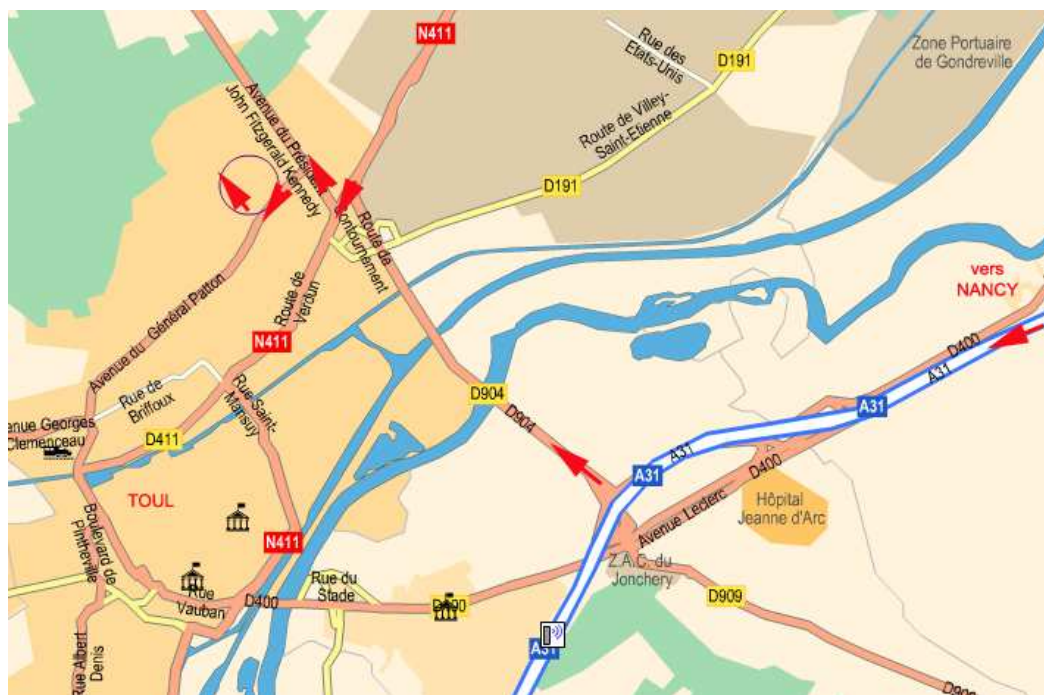 N411
Rue des
Etats-Unis
D191
Zone Portuaire
de Gondreville
Avenue du Président
John Fitzgerald Kennedy
Route de Villey-
Saint-Etienne
D191
Contournement
Route de
vers
NANCY
Avenue du Général Patton
Route de
Verdun
N411
D400
A31
Rue de
Briffoux
Rue Saint-
Mansuy
D904
D904
A31
enue Georges
Clemenceau
D411
A31
A31
D400
TOUL
Hôpital
Jeanne d'Arc
Avenue Leclerc
Boulevard de
Pintheville
N411
Z.A.C. du
Jonchery
Rue du
Stade
Rue
Vauban
D400
D909
Rue Albert
Denis
A31